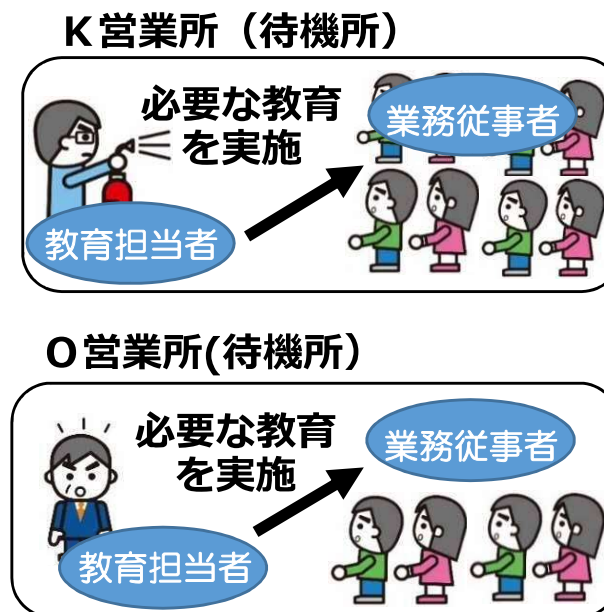 K営業所（待機所）
必要な教育
を実施
業務従事者
教育担当者
O営業所(待機所）
必要な教育
を実施
業務従事者
教育担当者